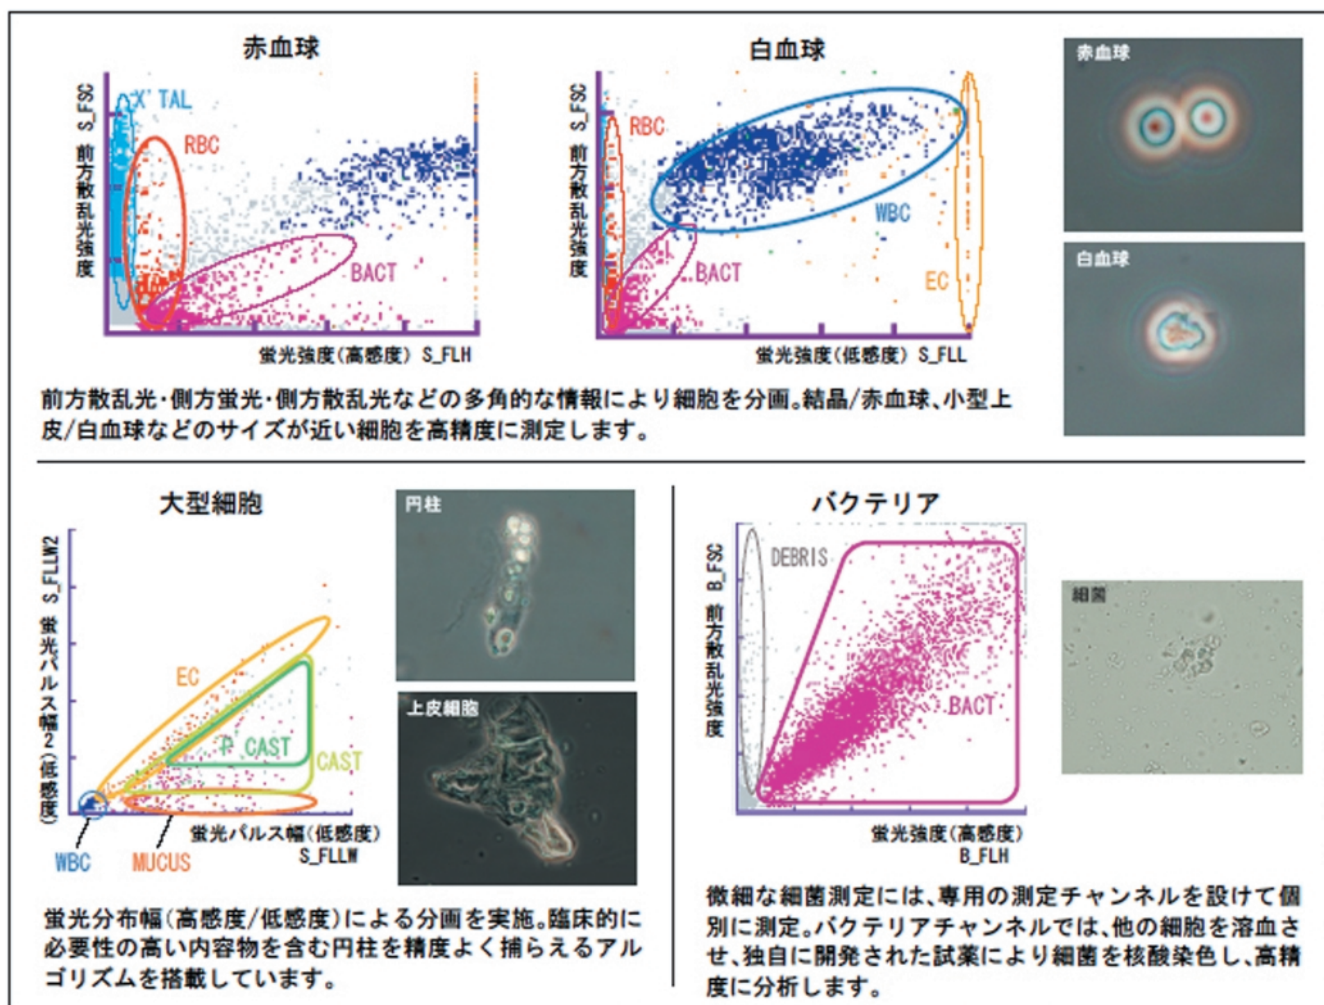 赤血球
白血球
赤血球
S_FSC
前方散乱光強度
X'TAL
RBC
BACT
蛍光強度(高感度) S_FLH
S_FSC
前方散乱光強度
RBC
WBC
BACT
EC
蛍光強度(低感度) S_FLL
白血球
前方散乱光・側方蛍光・側方散乱光などの多角的な情報により細胞を分画。結晶/赤血球、小型上
皮/白血球などのサイズが近い細胞を高精度に測定します。
大型細胞
蛍光パルス幅2(低感度) S_FLLW2
EC
P.CAST
CAST
WBC
MUCUS
蛍光パルス幅(低感度)
S_FLLW
円柱
上皮細胞
蛍光分布幅(高感度/低感度)による分画を実施。臨床的に
必要性の高い内容物を含む円柱を精度よく捕らえるアル
ゴリズムを搭載しています。
バクテリア
B_FSC
前方散乱光強度
DEBRIS
BACT
蛍光強度(高感度)
B_FLH
細菌
微細な細菌測定には、専用の測定チャンネルを設けて個
別に測定。バクテリアチャンネルでは、他の細胞を溶血さ
せ、独自に開発された試薬により細菌を核酸染色し、高精
度に分析します。